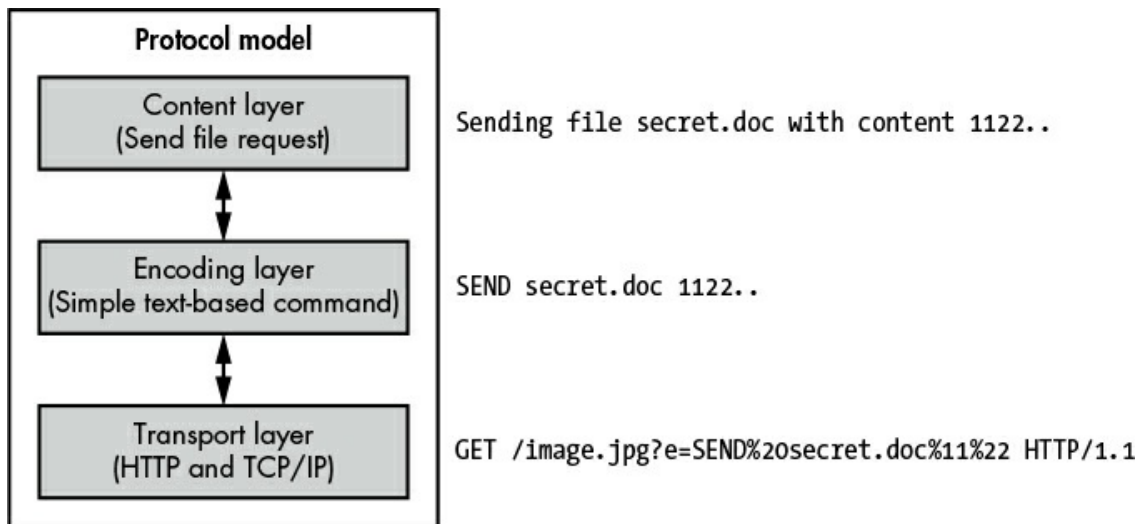 Protocol model
Content layer
(Send file request)
Sending file secret.doc with content 1122..
Encoding layer
(Simple text-based command)
SEND secret.doc 1122..
Transport layer
(HTTP and TCP/IP)
GET /image.jpg?e=SEND%20secret.doc%11%22 HTTP/1.1